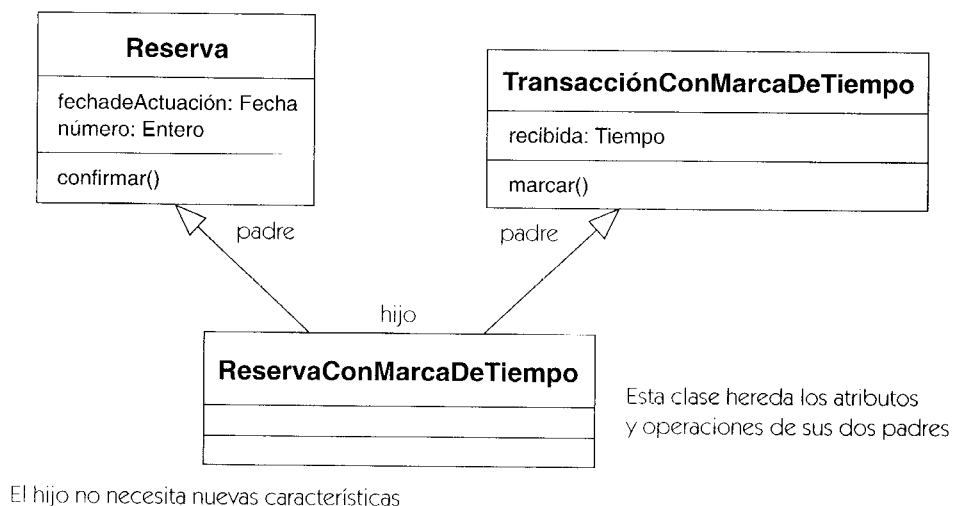 Reserva
fechadeActuación: Fecha
número: Entero
confirmar()
TransacciónConMarcaDeTiempo
recibida: Tiempo
marcar()
padre
padre
hijo
ReservaConMarcaDeTiempo
Esta clase hereda los atributos
y operaciones de sus dos padres
El hijo no necesita nuevas características